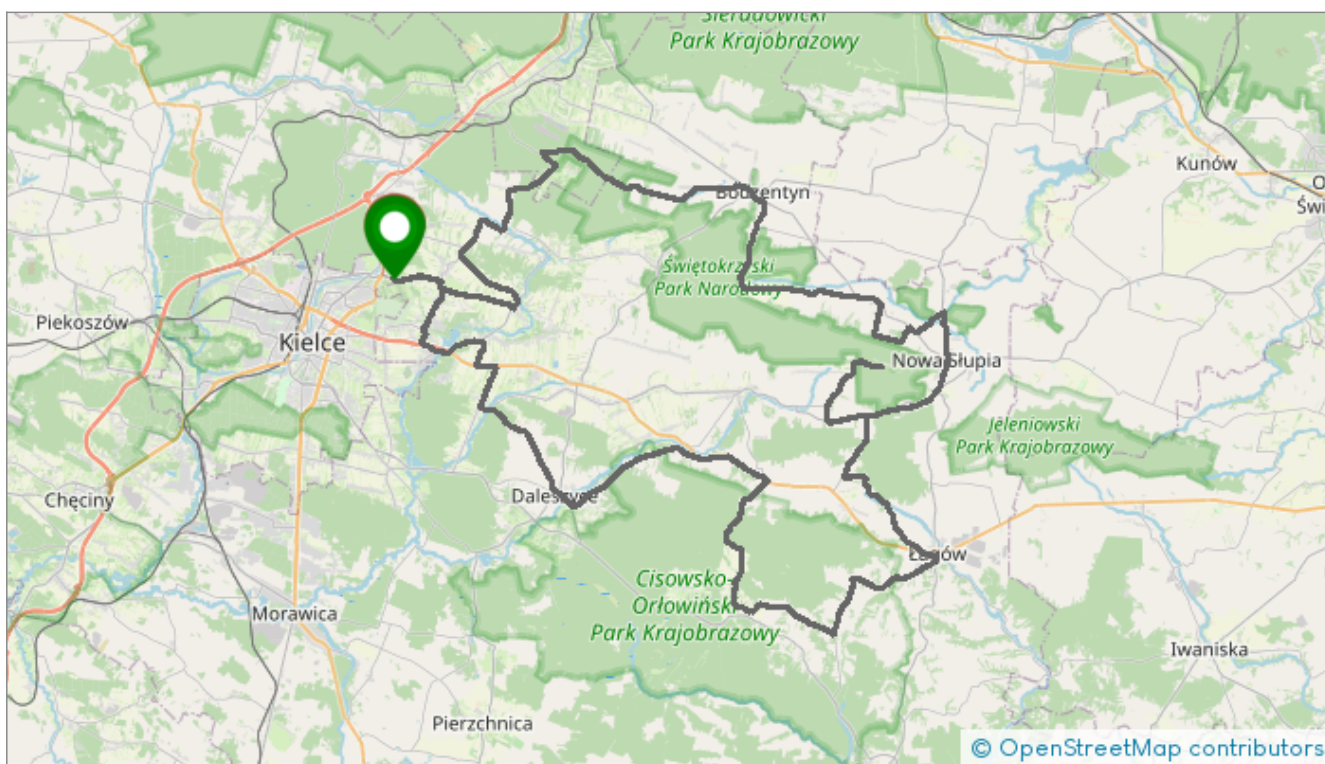 Sieradowicki
Park Krajobrazowy
Kunów
Bodzentyn
Świętokrzyski
Park Narodowy
Piekoszów
Kielce
Nowa Słupia
Jeleniowski
Park Krajobrazowy
Chęciny
Daleszyce
Łagów
Cisowsko-
Orłowiński
Park Krajobrazowy
Morawica
Iwaniska
Pierzchnica
© OpenStreetMap contributors